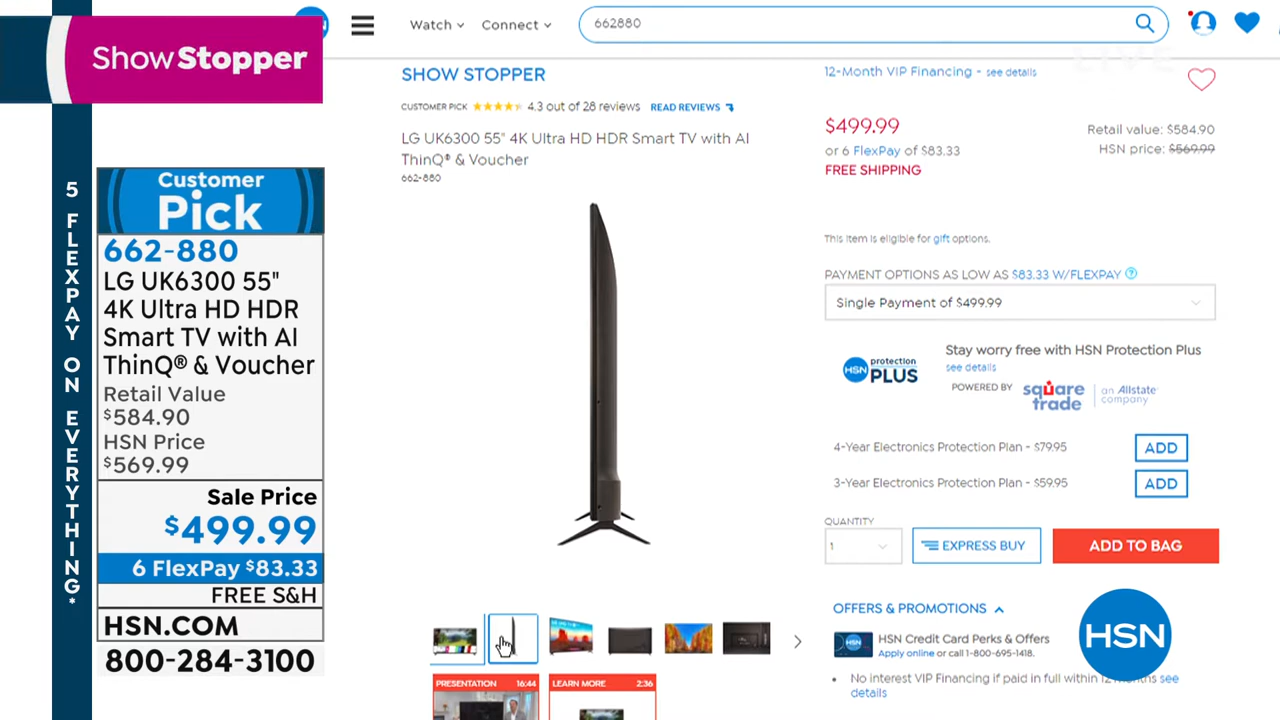 ShowStopper
5 FLEXPAY ON EVERYTHING*
Customer
Pick
662-880
LG UK6300 55"
4K Ultra HD HDR
Smart TV with AI
ThinQ® & Voucher
Retail Value
$584.90
HSN Price
$569.99
Sale Price
$499.99
6 FlexPay $83.33
FREE S&H
HSN.COM
800-284-3100
Watch
Connect
662880
LIVE
SHOW STOPPER
CUSTOMER PICK 4.3 out of 28 reviews READ REVIEWS
LG UK6300 55" 4K Ultra HD HDR Smart TV with AI
ThinQ® & Voucher
662-880
PRESENTATION 16:44
LEARN MORE 2:36
12-Month VIP Financing - see details
$499.99
Retail value: $584.90
or 6 FlexPay of $83.33
HSN price: $569.99
FREE SHIPPING
This item is eligible for gift options.
PAYMENT OPTIONS AS LOW AS $83.33 W/FLEXPAY ?
Single Payment of $499.99
HSN protection PLUS
Stay worry free with HSN Protection Plus
see details
POWERED BY square trade | an Allstate company
4-Year Electronics Protection Plan - $79.95 ADD
3-Year Electronics Protection Plan - $59.95 ADD
QUANTITY
1
EXPRESS BUY
ADD TO BAG
OFFERS & PROMOTIONS
HSN
HSN Credit Card Perks & Offers
Apply online or call 1-800-695-1418.
• No interest VIP Financing if paid in full within 12 months see
details
HSN